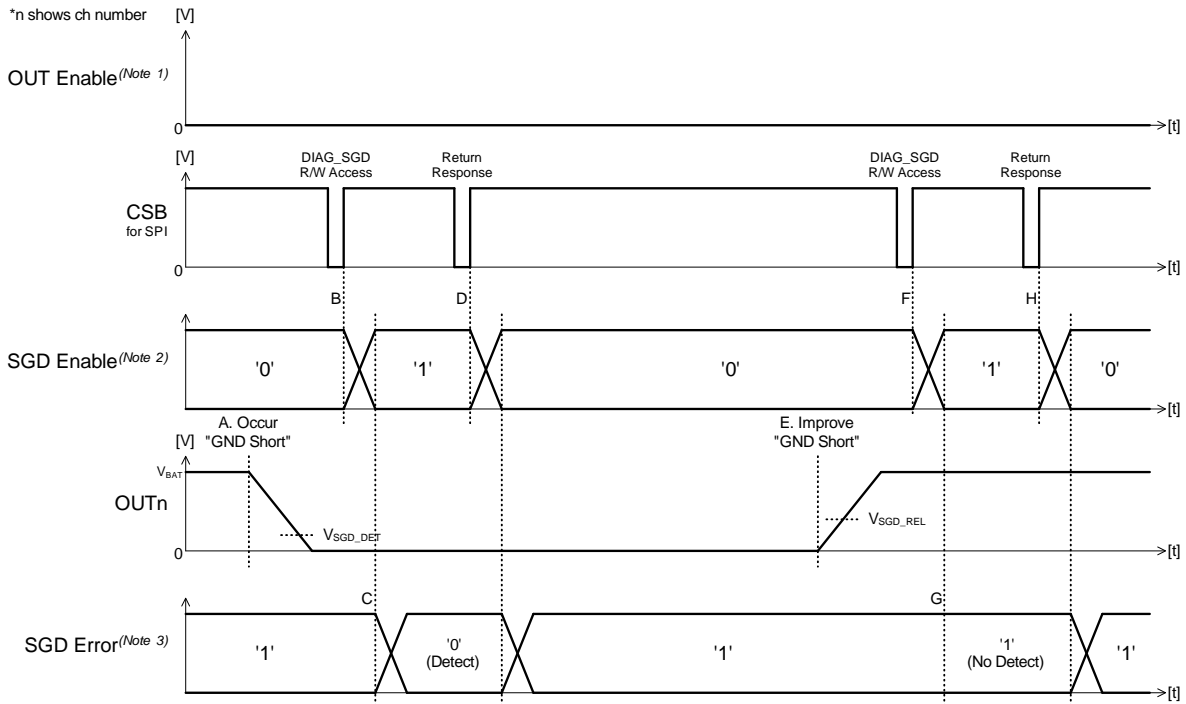 *n shows ch number
[V]
OUT Enable(Note 1)
0
[t]
[V]
DIAG_SGD
R/W Access
Return
Response
DIAG_SGD
R/W Access
Return
Response
CSB
for SPI
0
[t]
B
D
F
H
SGD Enable(Note 2)
'0'
'1'
'0'
'1'
'0'
[t]
A. Occur
"GND Short"
E. Improve
"GND Short"
[V]
VBAT
OUTn
VSGD_DET
VSGD_REL
0
[t]
C
G
SGD Error(Note 3)
'1'
'0'
(Detect)
'1'
'1'
(No Detect)
'1'
[t]